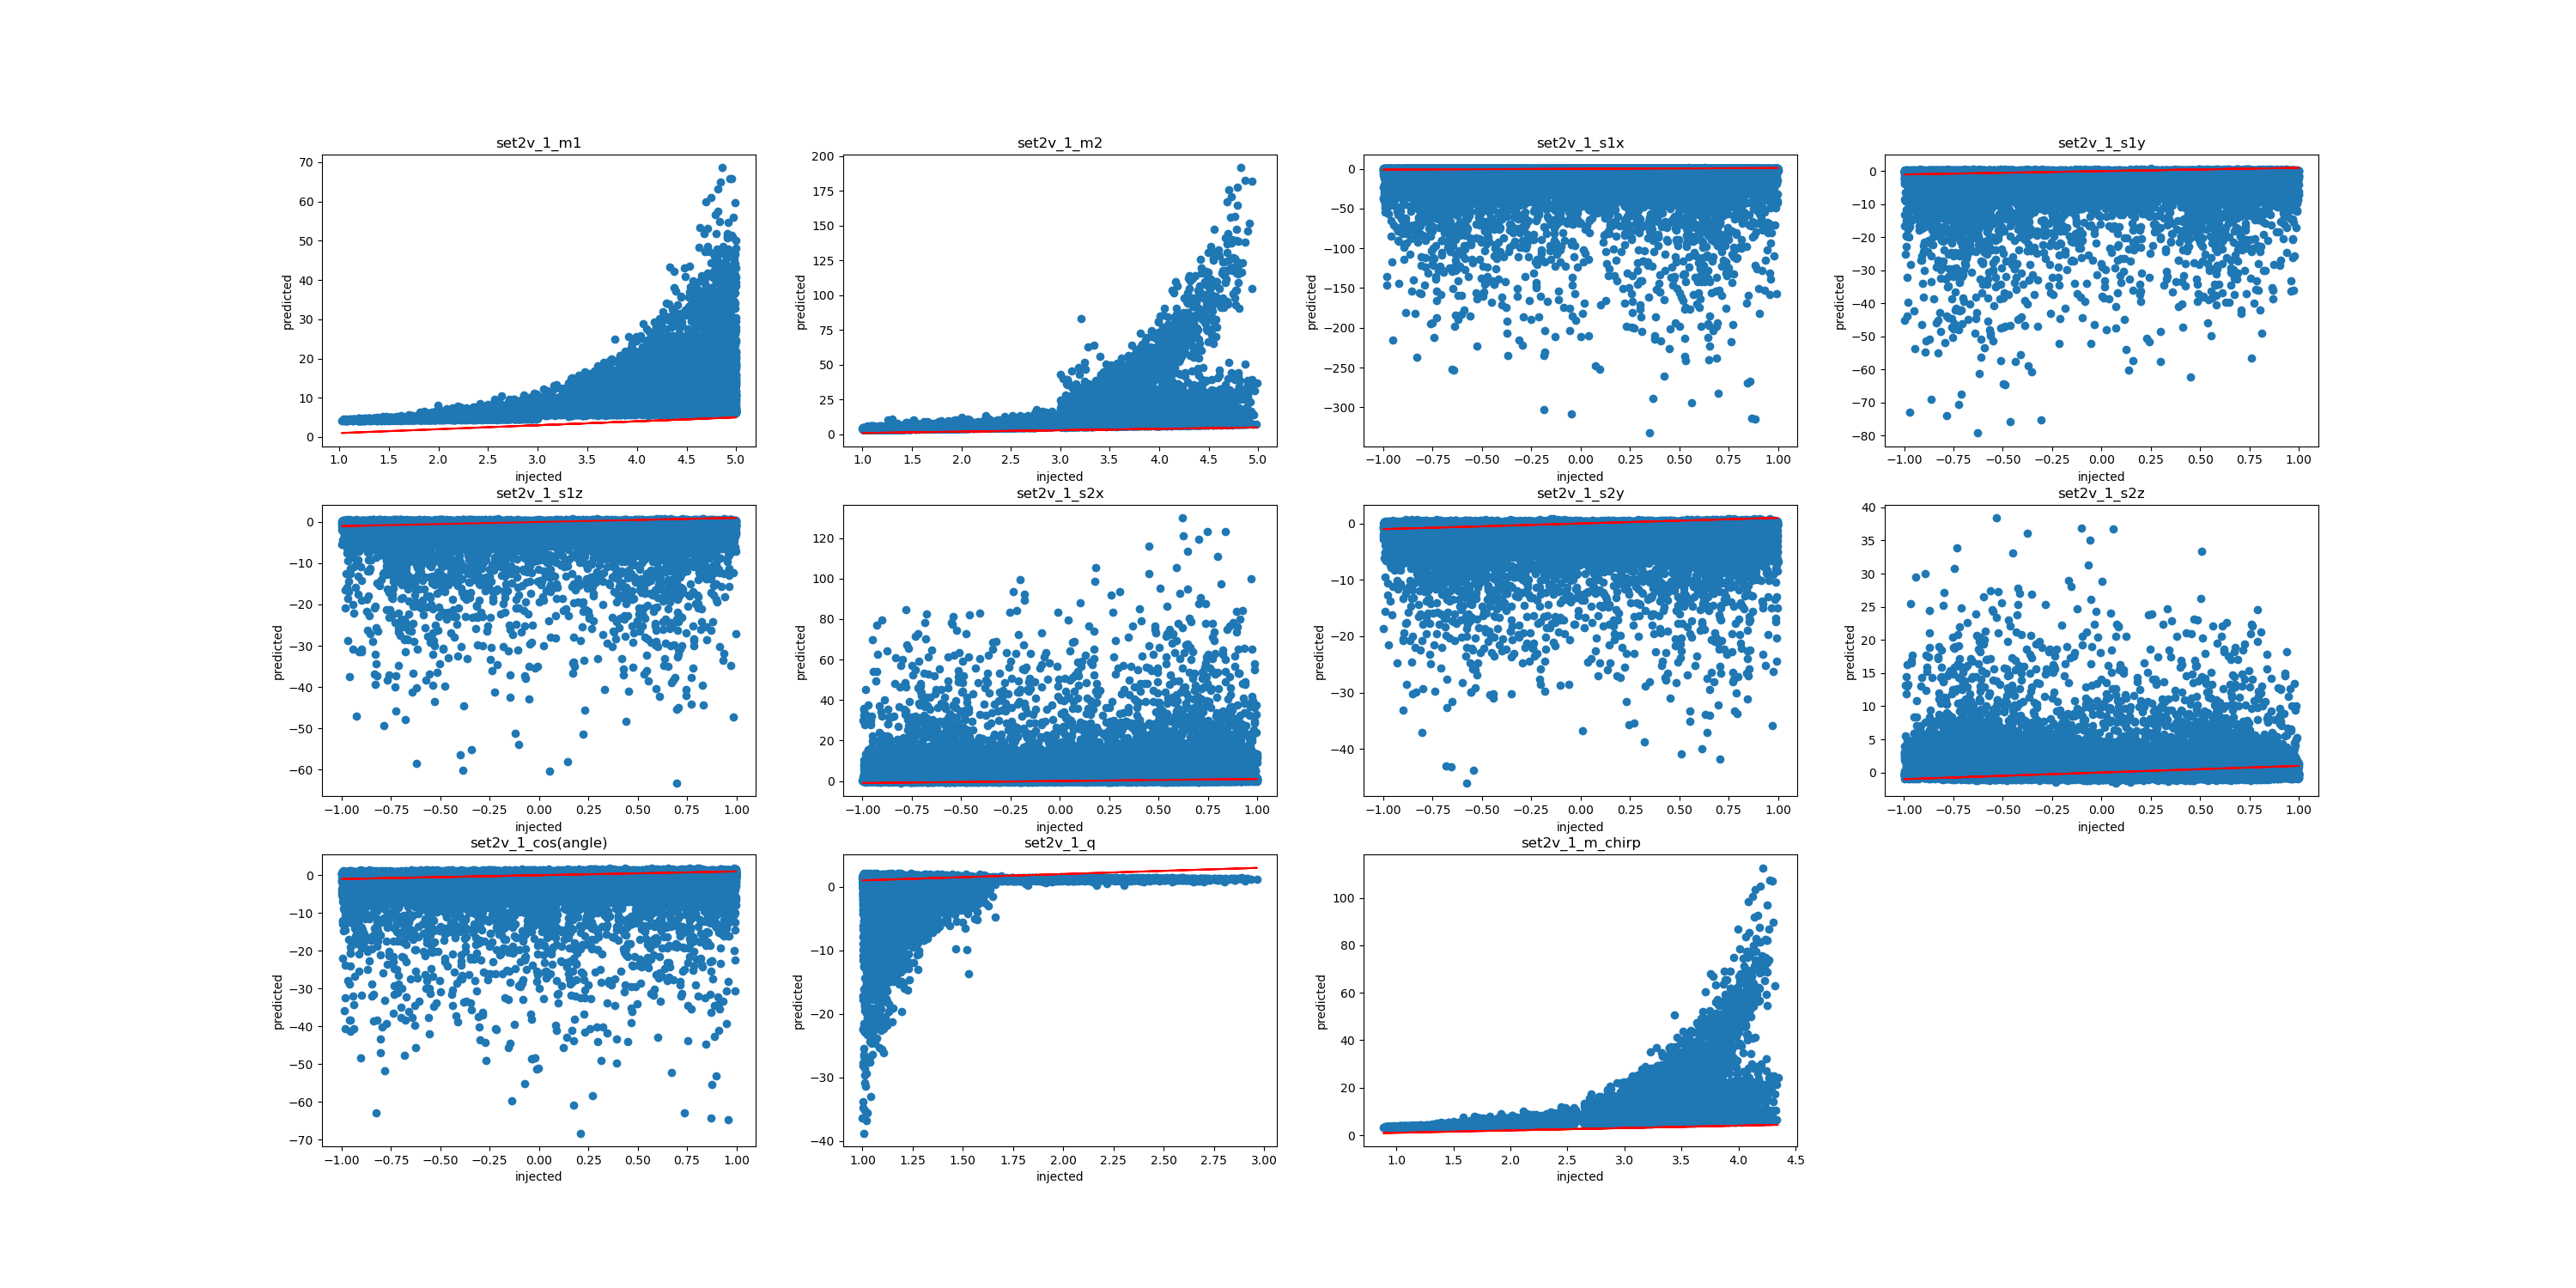 set2v_1_m1
70
60
50
40
30
20
10
0
predicted
1.0 1.5 2.0 2.5 3.0 3.5 4.0 4.5 5.0
injected
set2v_1_m2
200
175
150
125
100
75
50
25
0
predicted
1.0 1.5 2.0 2.5 3.0 3.5 4.0 4.5 5.0
injected
set2v_1_s1x
0
−50
−100
−150
−200
−250
−300
predicted
−1.00 −0.75 −0.50 −0.25 0.00 0.25 0.50 0.75 1.00
injected
set2v_1_s1y
0
−10
−20
−30
−40
−50
−60
−70
−80
predicted
−1.00 −0.75 −0.50 −0.25 0.00 0.25 0.50 0.75 1.00
injected
set2v_1_s1z
0
−10
−20
−30
−40
−50
−60
predicted
−1.00 −0.75 −0.50 −0.25 0.00 0.25 0.50 0.75 1.00
injected
set2v_1_s2x
120
100
80
60
40
20
0
predicted
−1.00 −0.75 −0.50 −0.25 0.00 0.25 0.50 0.75 1.00
injected
set2v_1_s2y
0
−10
−20
−30
−40
predicted
−1.00 −0.75 −0.50 −0.25 0.00 0.25 0.50 0.75 1.00
injected
set2v_1_s2z
40
35
30
25
20
15
10
5
0
predicted
−1.00 −0.75 −0.50 −0.25 0.00 0.25 0.50 0.75 1.00
injected
set2v_1_cos(angle)
0
−10
−20
−30
−40
−50
−60
−70
predicted
−1.00 −0.75 −0.50 −0.25 0.00 0.25 0.50 0.75 1.00
injected
set2v_1_q
0
−10
−20
−30
−40
predicted
1.00 1.25 1.50 1.75 2.00 2.25 2.50 2.75 3.00
injected
set2v_1_m_chirp
100
80
60
40
20
0
predicted
1.0 1.5 2.0 2.5 3.0 3.5 4.0 4.5
injected